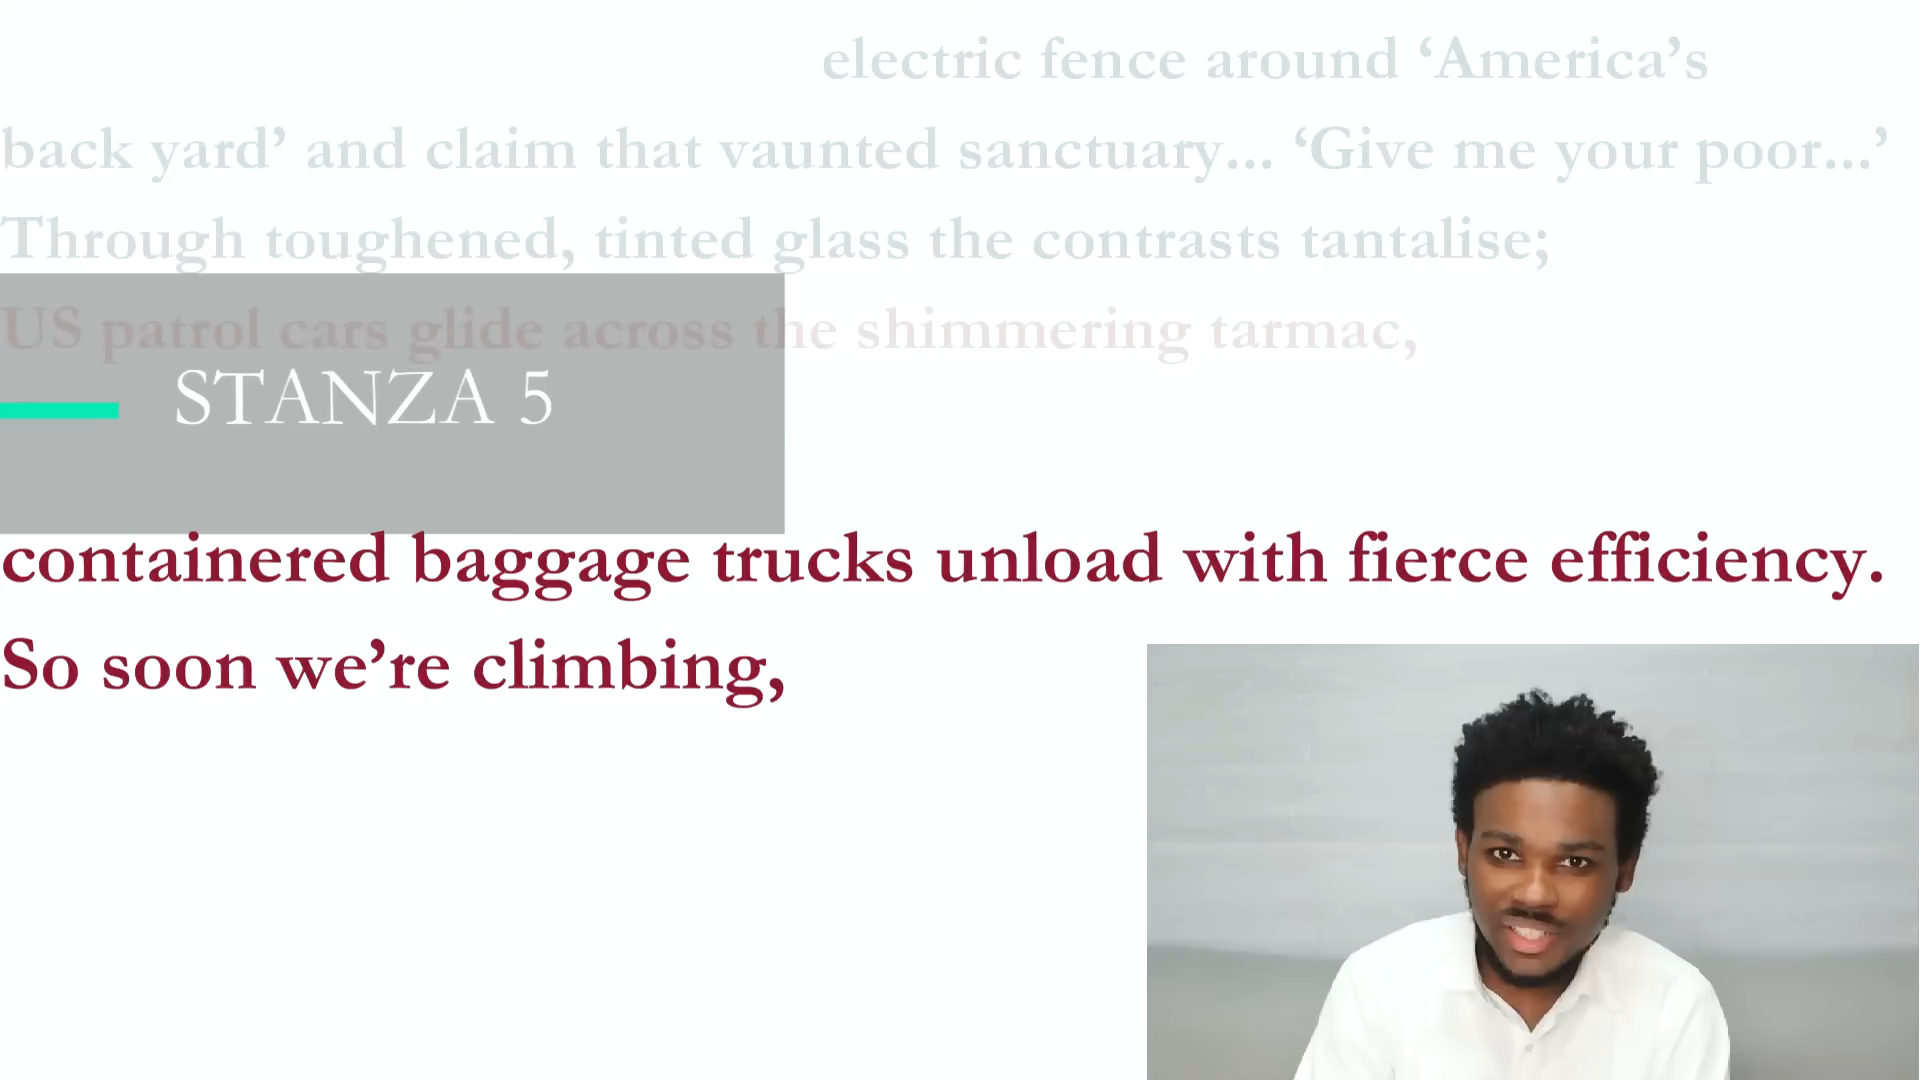 electric fence around ‘America’s
back yard’ and claim that vaunted sanctuary... ‘Give me your poor...’
Through toughened, tinted glass the contrasts tantalise;
US patrol cars glide across the shimmering tarmac,
STANZA 5
containered baggage trucks unload with fierce efficiency.
So soon we’re climbing,